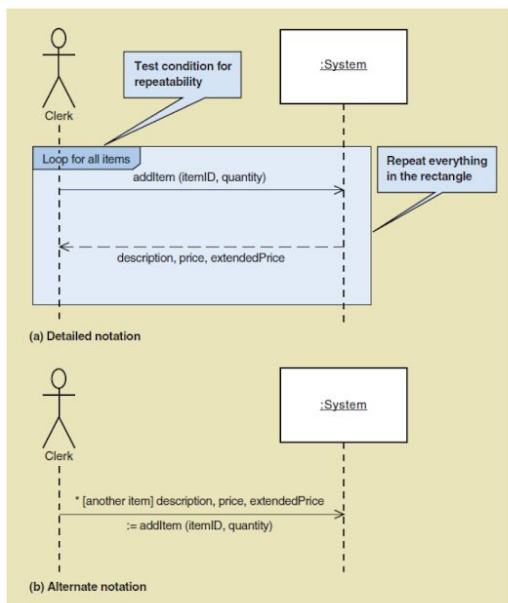 Test condition for
repeatability
:System
Clerk
Loop for all items
Repeat everything
in the rectangle
addItem (itemID, quantity)
description, price, extendedPrice
(a) Detailed notation
:System
Clerk
* [another item] description, price, extendedPrice
:= addItem (itemID, quantity)
(b) Alternate notation